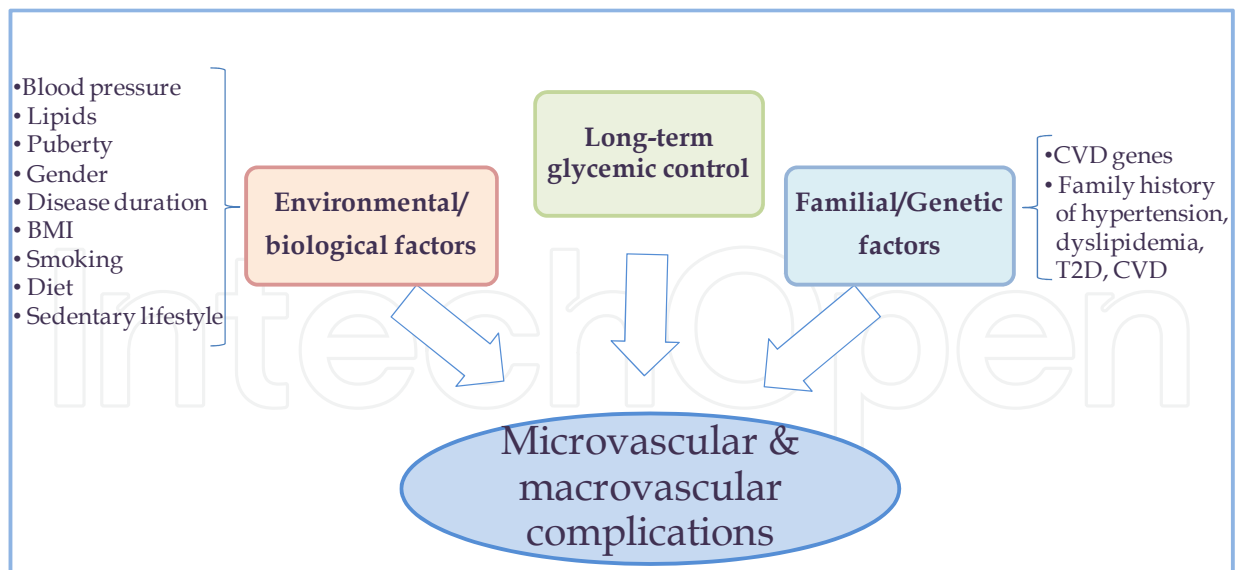 •Blood pressure
• Lipids
• Puberty
• Gender
• Disease duration
• BMI
• Smoking
• Diet
• Sedentary lifestyle
Environmental/
biological factors
Long-term
glycemic control
Familial/Genetic
factors
•CVD genes
• Family history
of hypertension,
dyslipidemia,
T2D, CVD
Microvascular &
macrovascular
complications
IntechOpen